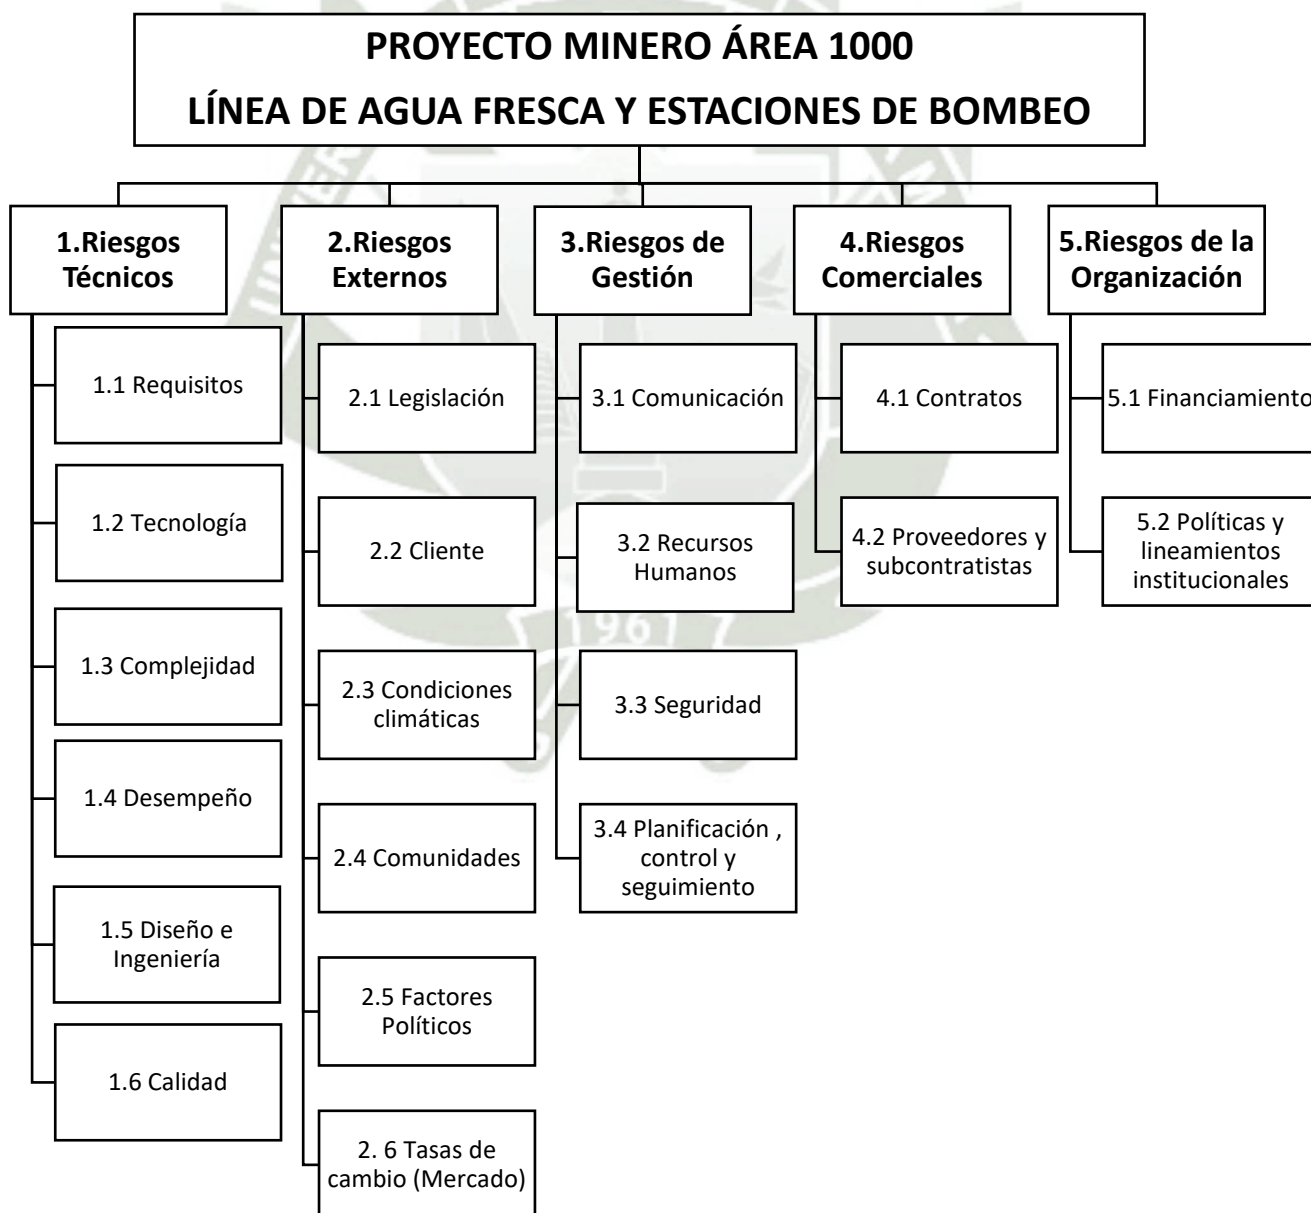 PROYECTO MINERO ÁREA 1000
LÍNEA DE AGUA FRESCA Y ESTACIONES DE BOMBEO
1.Riesgos
Técnicos
1.1 Requisitos
1.2 Tecnología
1.3 Complejidad
1.4 Desempeño
1.5 Diseño e
Ingeniería
1.6 Calidad
2.Riesgos
Externos
2.1 Legislación
2.2 Cliente
2.3 Condiciones
climáticas
2.4 Comunidades
2.5 Factores
Políticos
2. 6 Tasas de
cambio (Mercado)
3.Riesgos de
Gestión
3.1 Comunicación
3.2 Recursos
Humanos
3.3 Seguridad
3.4 Planificación ,
control y
seguimiento
4.Riesgos
Comerciales
4.1 Contratos
4.2 Proveedores y
subcontratistas
5.Riesgos de la
Organización
5.1 Financiamiento
5.2 Políticas y
lineamientos
institucionales
1961